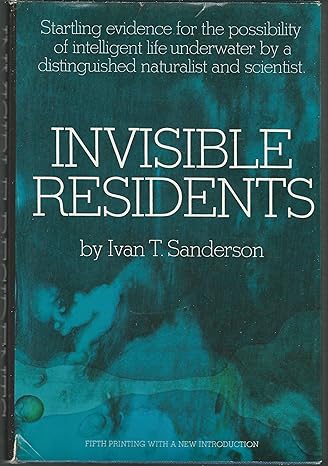 Startling evidence for the possibility
of intelligent life underwater by a
distinguished naturalist and scientist.
INVISIBLE
RESIDENTS
by Ivan T. Sanderson
FIFTH PRINTING WITH A NEW INTRODUCTION